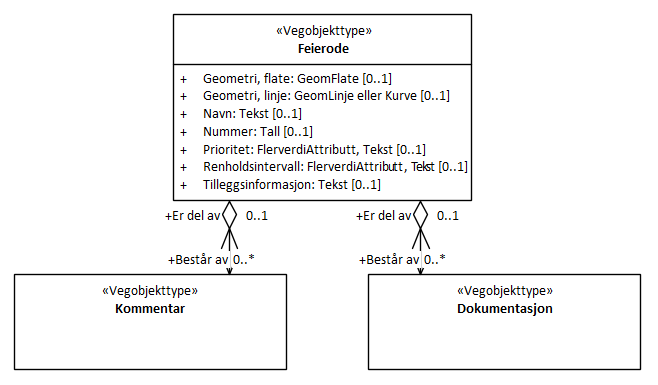 «Vegobjekttype»
Feierode
+ Geometri, flate: GeomFlate [0..1]
+ Geometri, linje: GeomLinje eller Kurve [0..1]
+ Navn: Tekst [0..1]
+ Nummer: Tall [0..1]
+ Prioritet: FlerverdiAttributt, Tekst [0..1]
+ Renholdsintervall: FlerverdiAttributt, Tekst [0..1]
+ Tilleggsinformasjon: Tekst [0..1]
+Er del av 0..1
+Er del av 0..1
+Består av 0..*
+Består av 0..*
«Vegobjekttype»
Kommentar
«Vegobjekttype»
Dokumentasjon